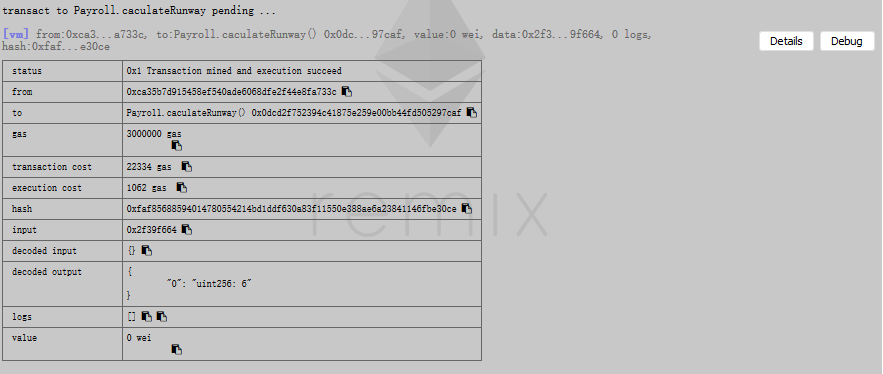 transact to Payroll.caculateRunway pending ...
[vm] from:0xca3...a733c, to:Payroll.caculateRunway() 0x0dc...97caf, value:0 wei, data:0x2f3...9f664, 0 logs,
hash:0xfaf...e30ce
Details
Debug
status 0x1 Transaction mined and execution succeed
from 0xca35b7d915458ef540ade6068dfe2f44e8fa733c
to Payroll.caculateRunway() 0x0dcd2f752394c41875e259e00bb44fd505297caf
gas 3000000 gas
transaction cost 22334 gas
execution cost 1062 gas
hash 0xfaf85688594014780554214bd1ddf630a83f11550e388ae6a23841146fbe30ce
input 0x2f39f664
decoded input {}
decoded output {
"0": "uint256: 6"
}
logs []
value 0 wei
remix